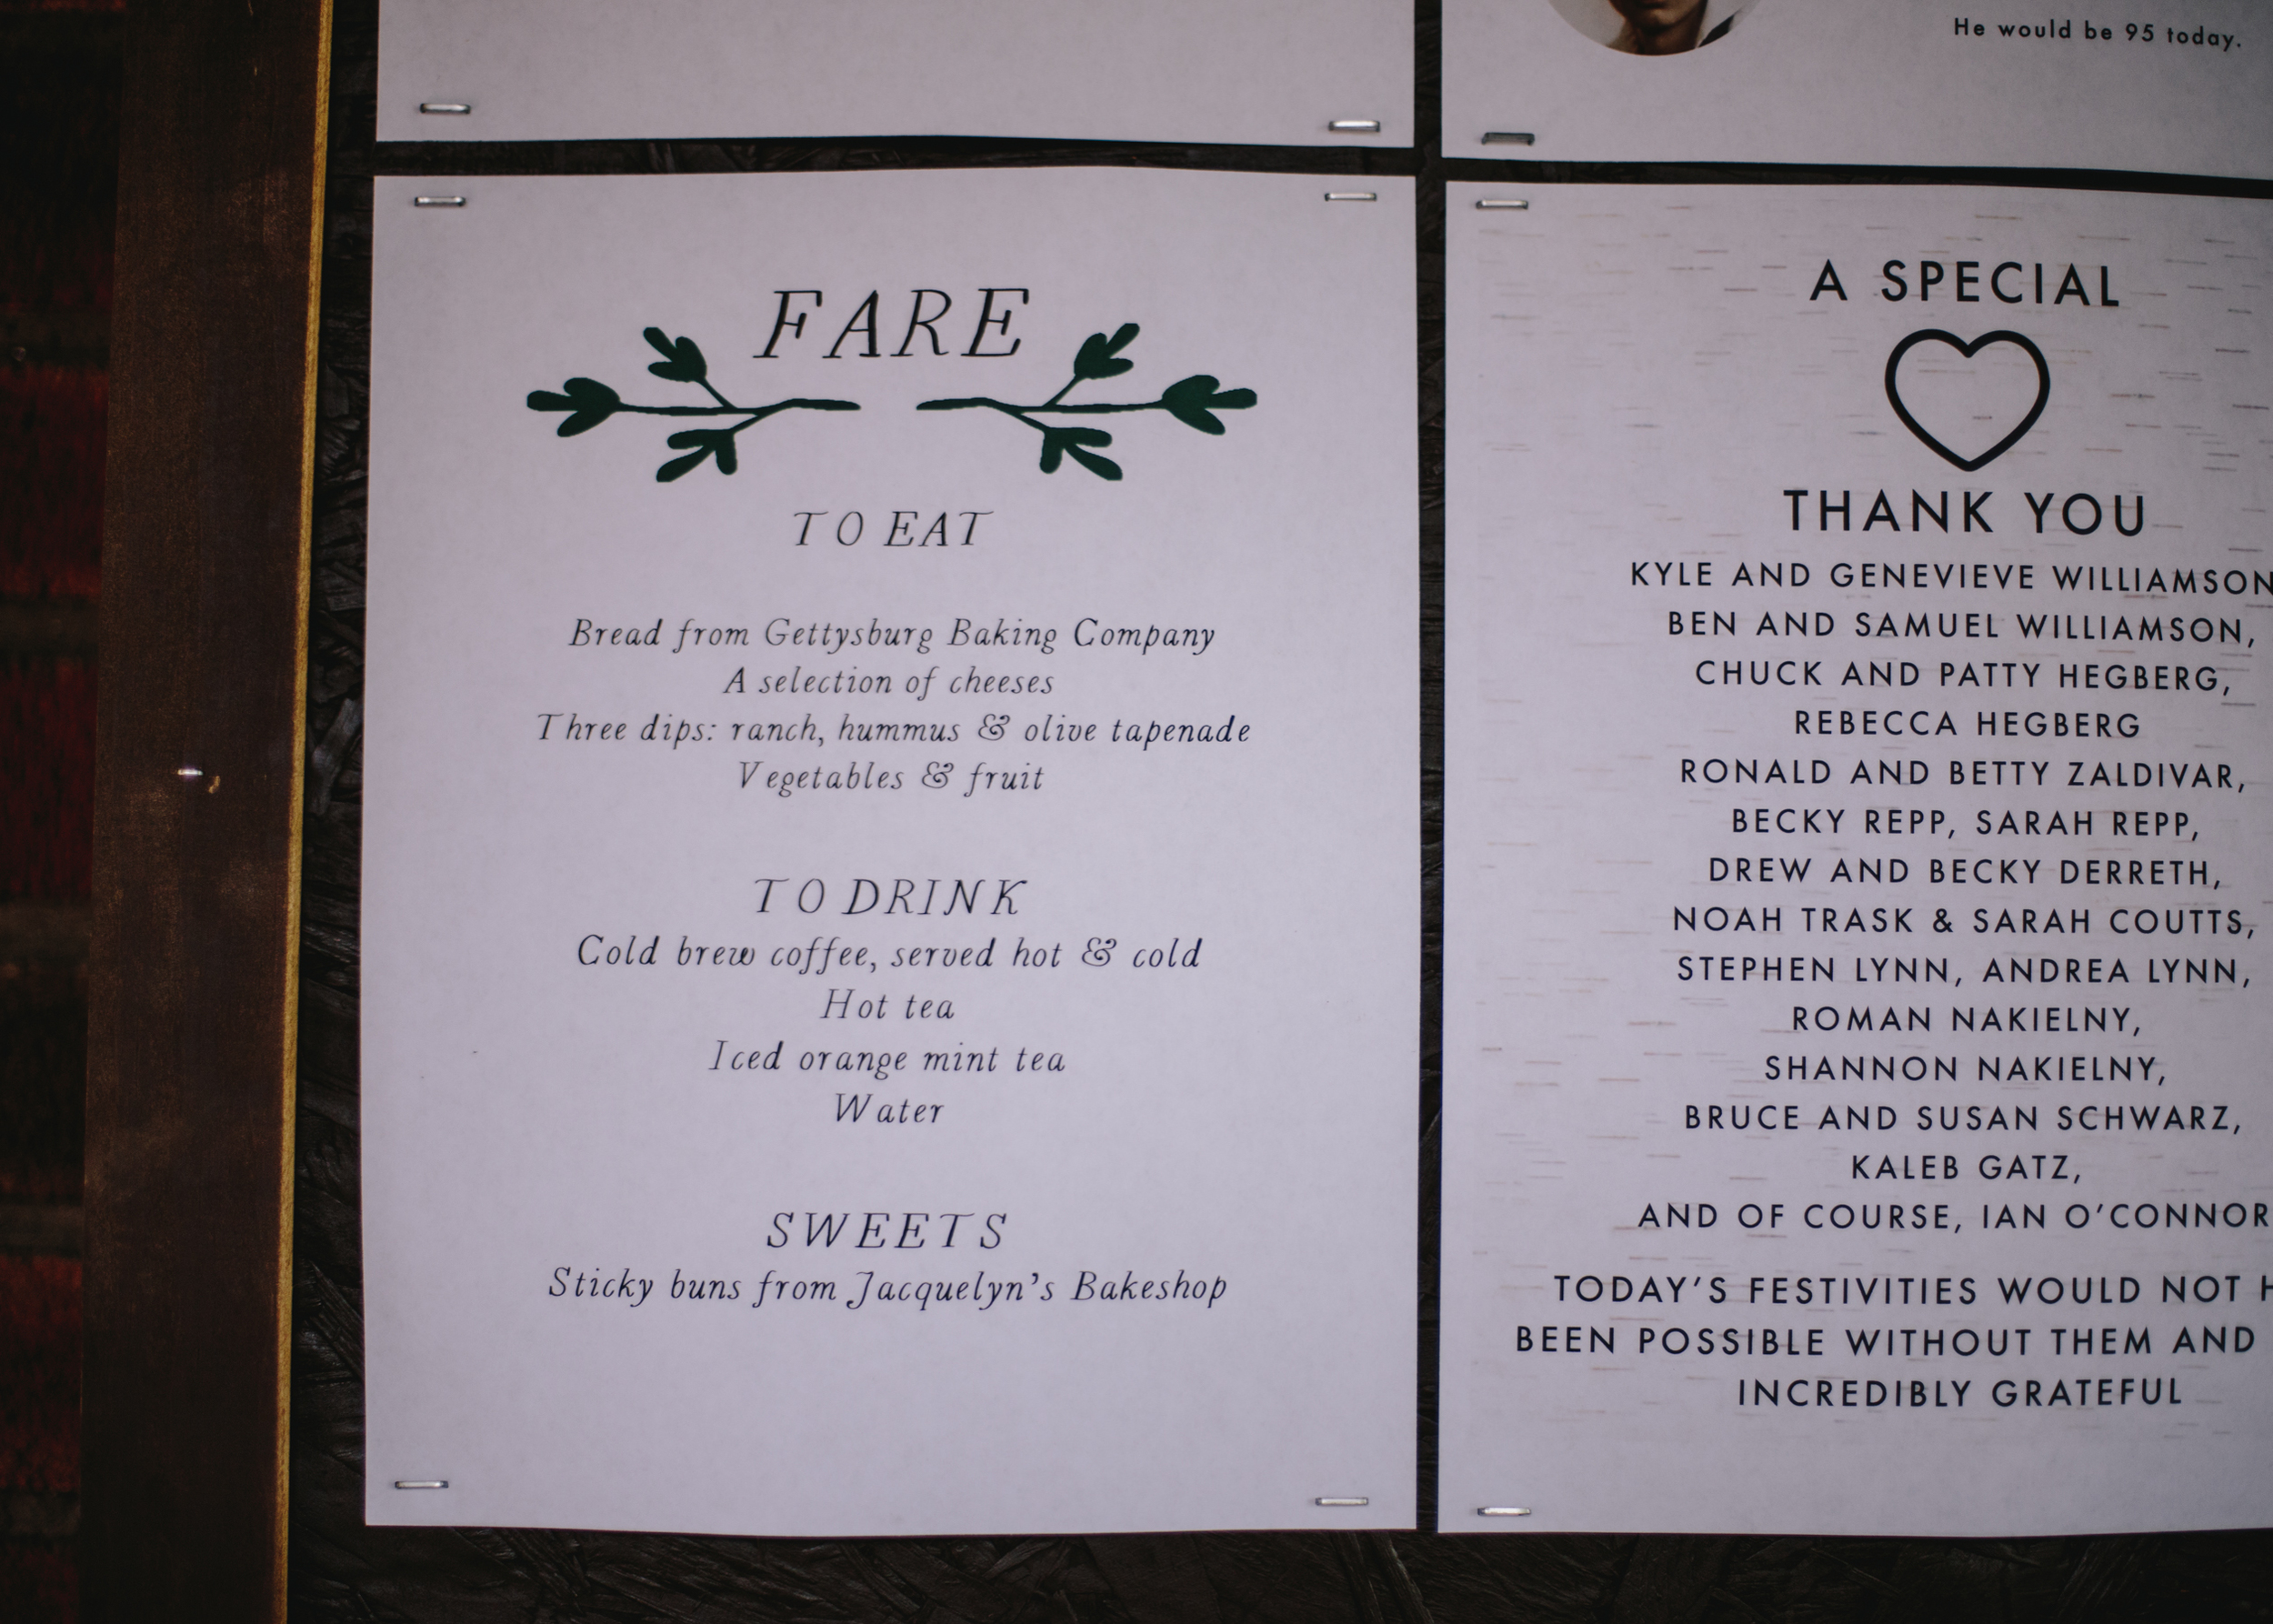 He would be 95 today.
FARE
TO EAT
Bread from Gettysburg Baking Company
A selection of cheeses
Three dips: ranch, hummus & olive tapenade
Vegetables & fruit
TO DRINK
Cold brew coffee, served hot & cold
Hot tea
Iced orange mint tea
Water
SWEETS
Sticky buns from Jacquelyn's Bakeshop
A SPECIAL
THANK YOU
KYLE AND GENEVIEVE WILLIAMSON
BEN AND SAMUEL WILLIAMSON,
CHUCK AND PATTY HEGBERG,
REBECCA HEGBERG
RONALD AND BETTY ZALDIVAR,
BECKY REPP, SARAH REPP,
DREW AND BECKY DERRETH,
NOAH TRASK & SARAH COUTTS,
STEPHEN LYNN, ANDREA LYNN,
ROMAN NAKIELNY,
SHANNON NAKIELNY,
BRUCE AND SUSAN SCHWARZ,
KALEB GATZ,
AND OF COURSE, IAN O'CONNOR
TODAY'S FESTIVITIES WOULD NOT
BEEN POSSIBLE WITHOUT THEM AND
INCREDIBLY GRATEFUL